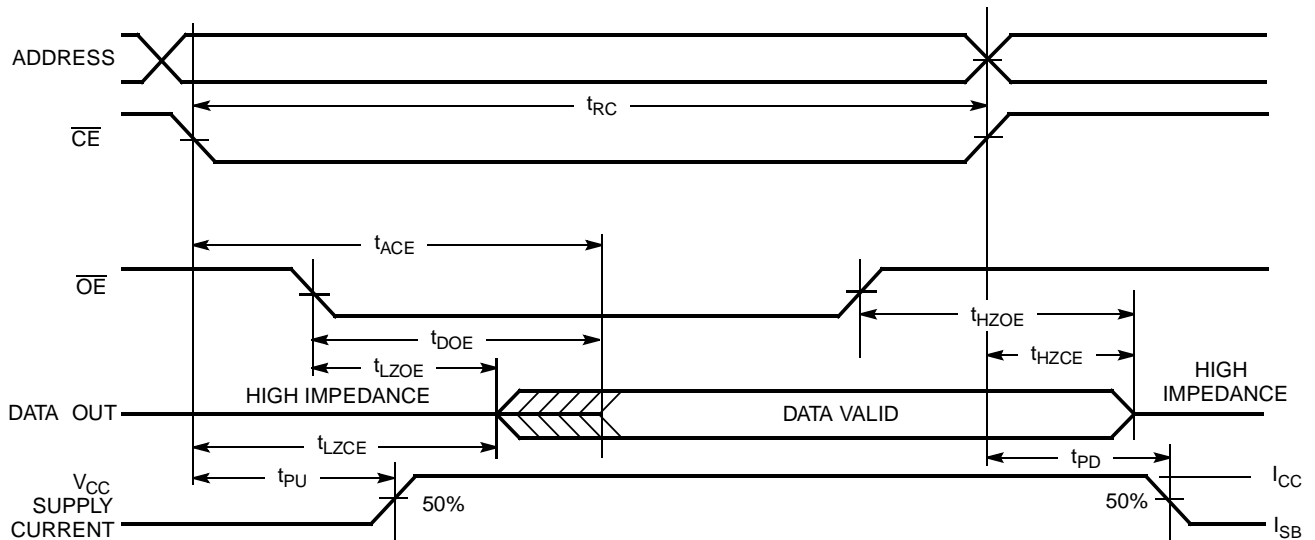 ADDRESS
tRC
CE
tACE
OE
tHZOE
tDOE
tHZCE
tLZOE
HIGH IMPEDANCE
HIGH
IMPEDANCE
DATA OUT
DATA VALID
tLZCE
tPU
tPD
VCC
SUPPLY
CURRENT
50%
50%
ICC
ISB